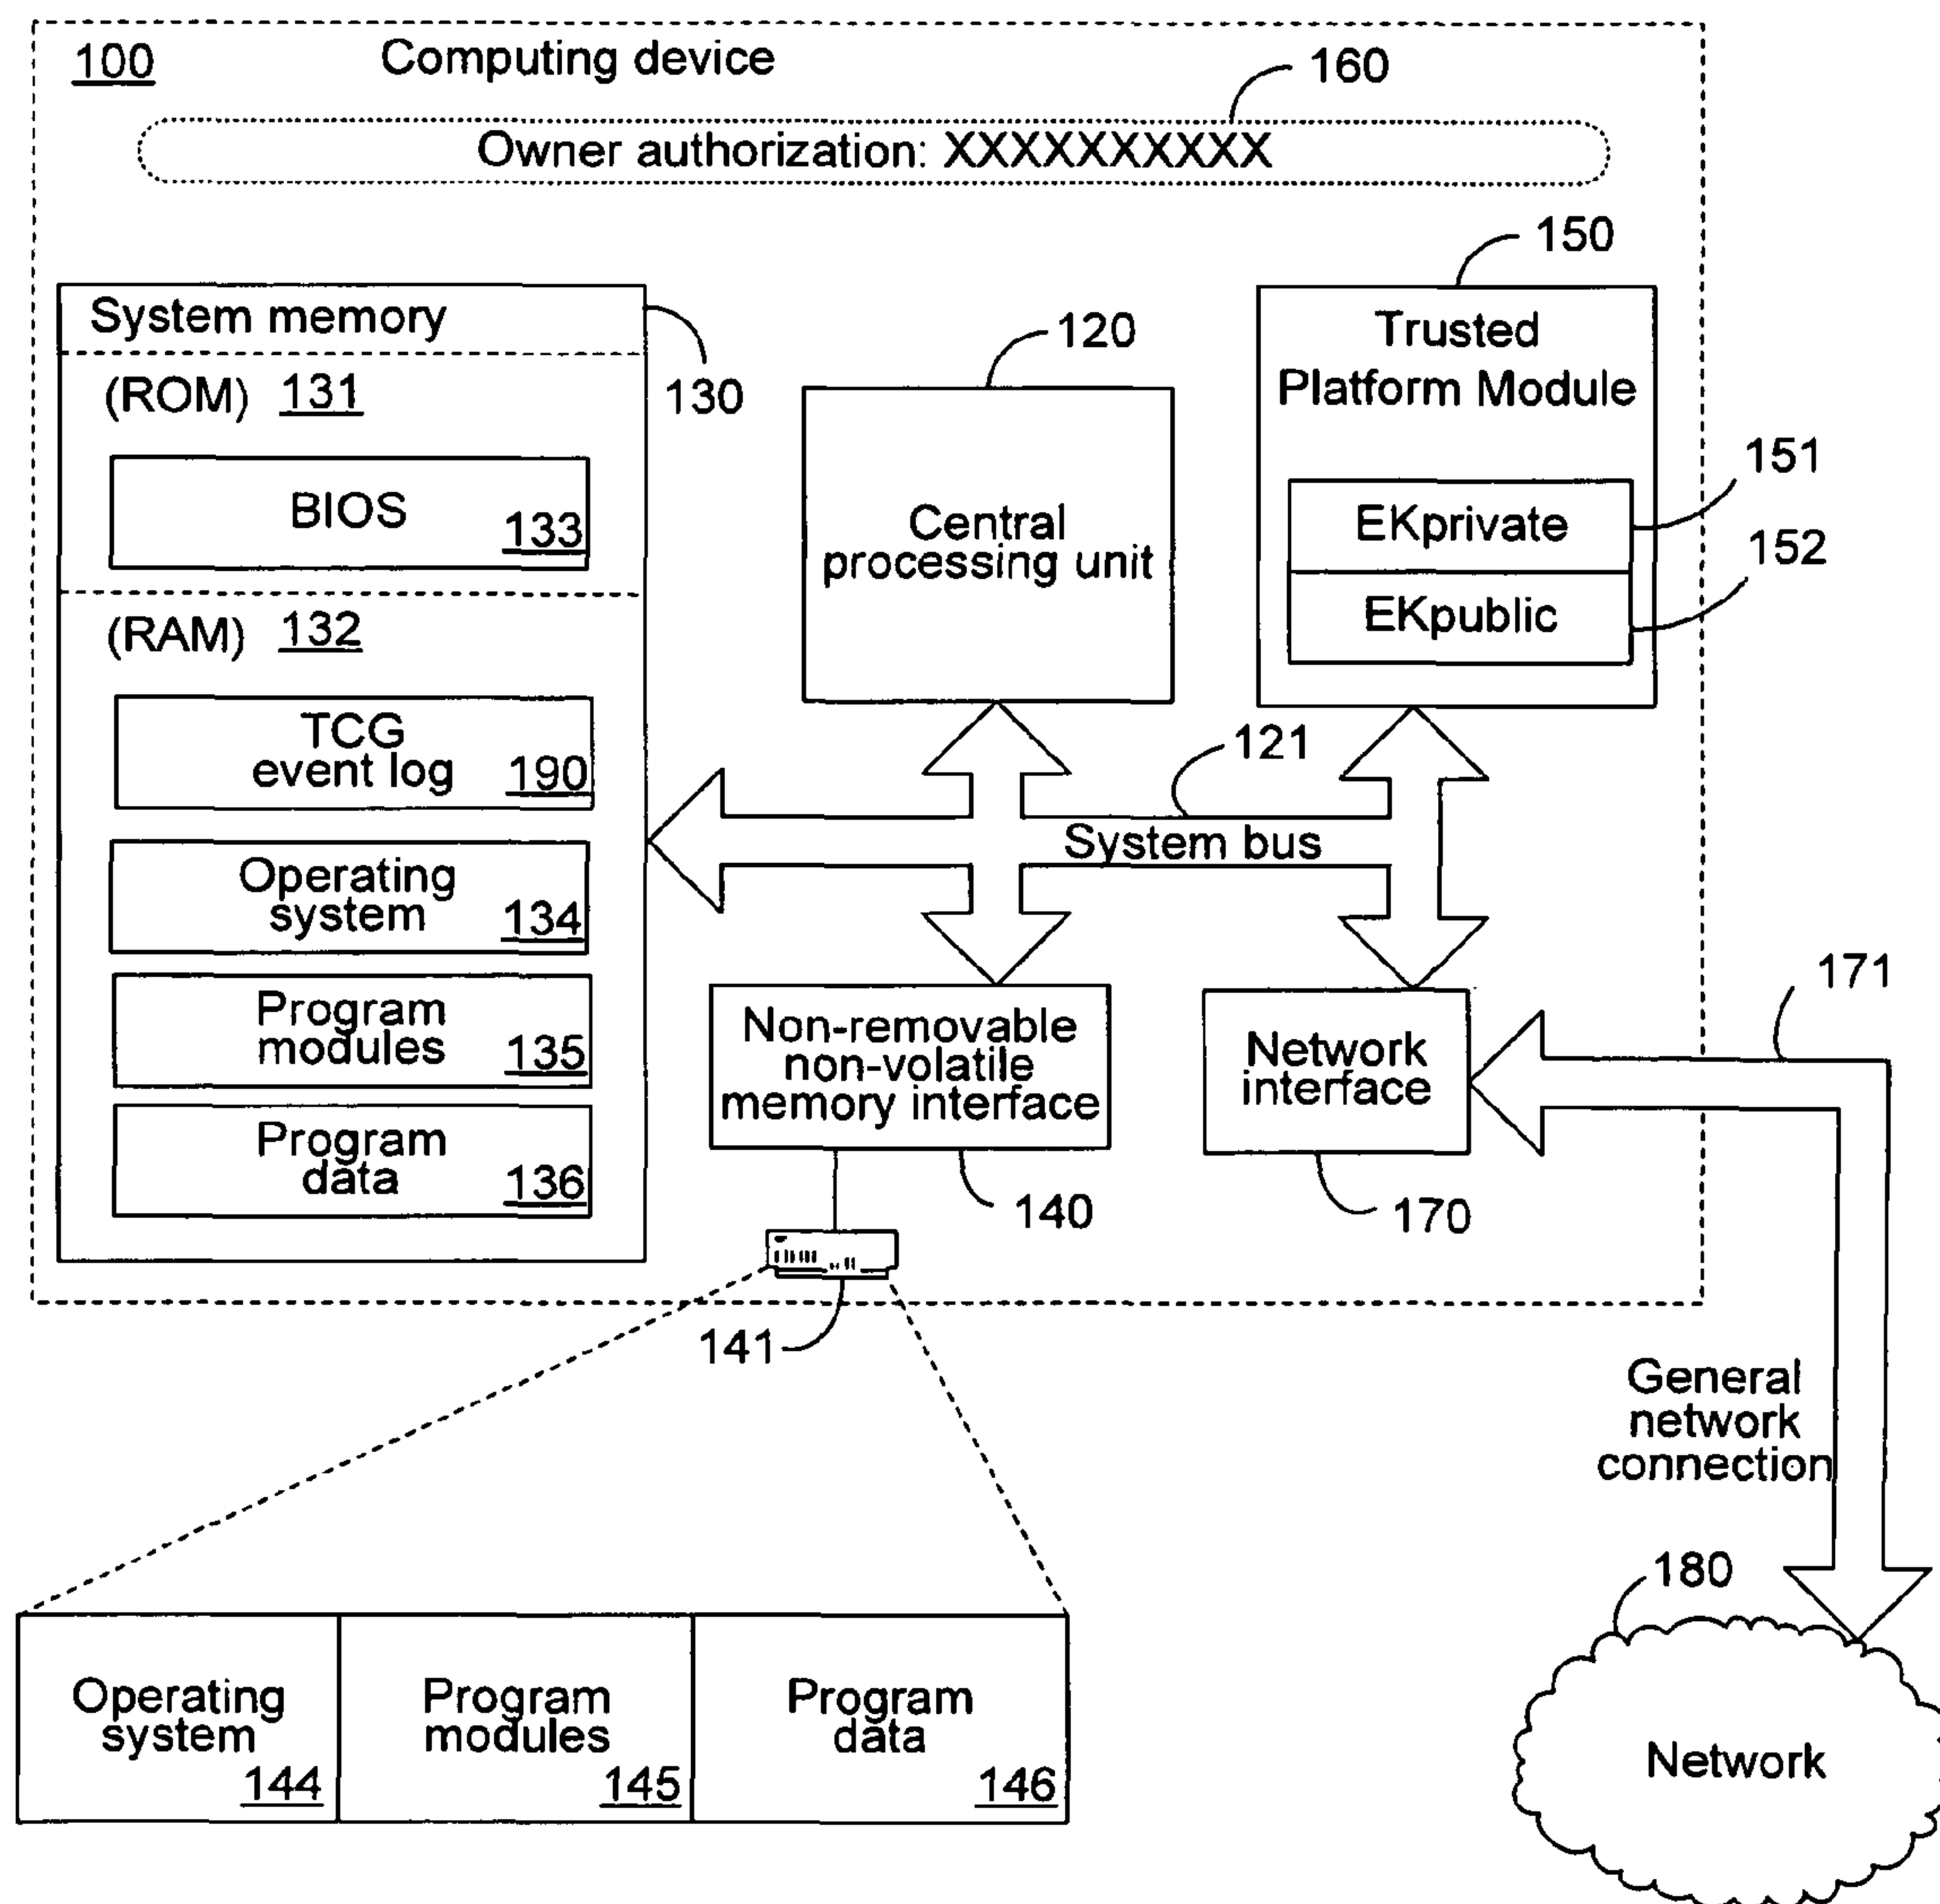 100 Computing device
160
Owner authorization: XXXXXXXXXX
150
System memory
130
(ROM) 131
BIOS
133
(RAM) 132
TCG
event log 190
Operating
system 134
Program
modules 135
Program
data 136
120
Central
processing unit
Trusted
Platform Module
151
EKprivate
152
EKpublic
121
System bus
Non-removable
non-volatile
memory interface
140
141
Network
interface
170
171
General
network
connection
180
Network
Operating
system
144
Program
modules
145
Program
data
146